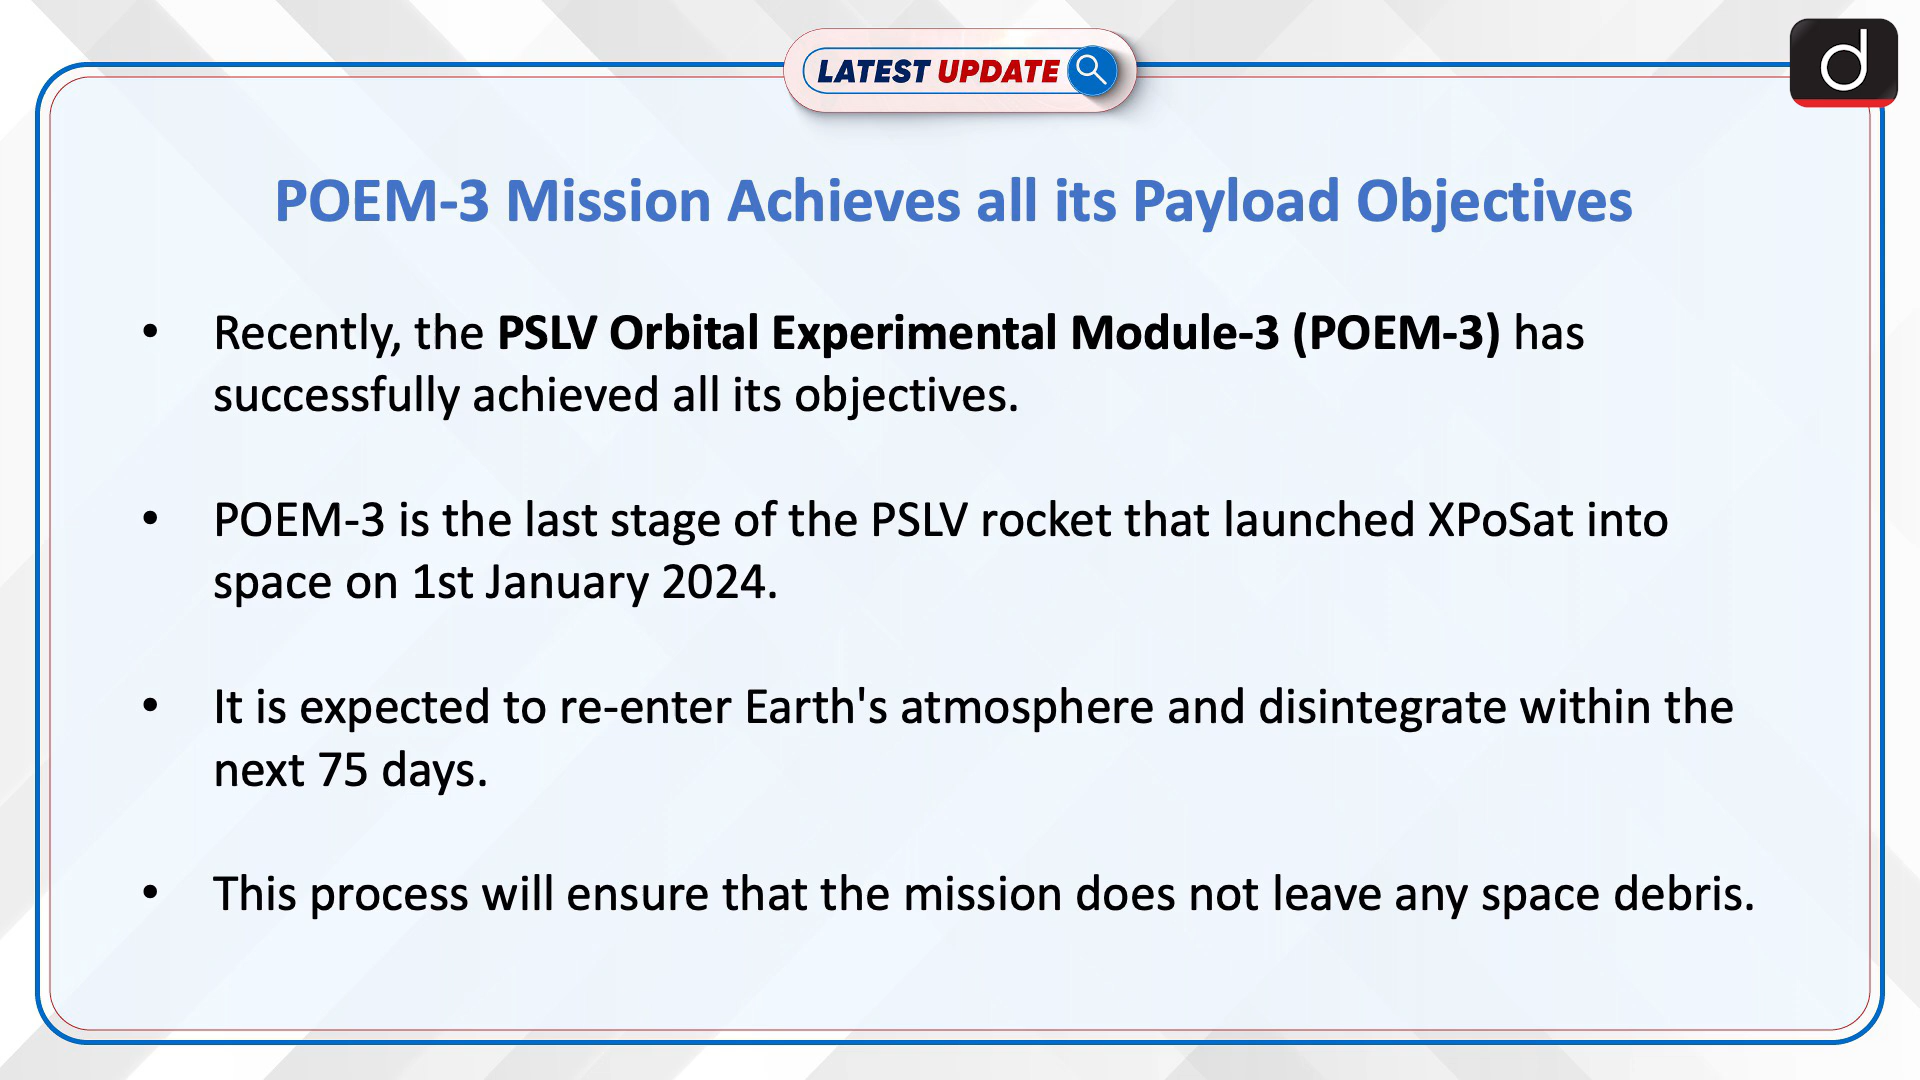 LATEST UPDATE
d
POEM-3 Mission Achieves all its Payload Objectives
• Recently, the PSLV Orbital Experimental Module-3 (POEM-3) has
successfully achieved all its objectives.
• POEM-3 is the last stage of the PSLV rocket that launched XPoSat into
space on 1st January 2024.
• It is expected to re-enter Earth's atmosphere and disintegrate within the
next 75 days.
• This process will ensure that the mission does not leave any space debris.